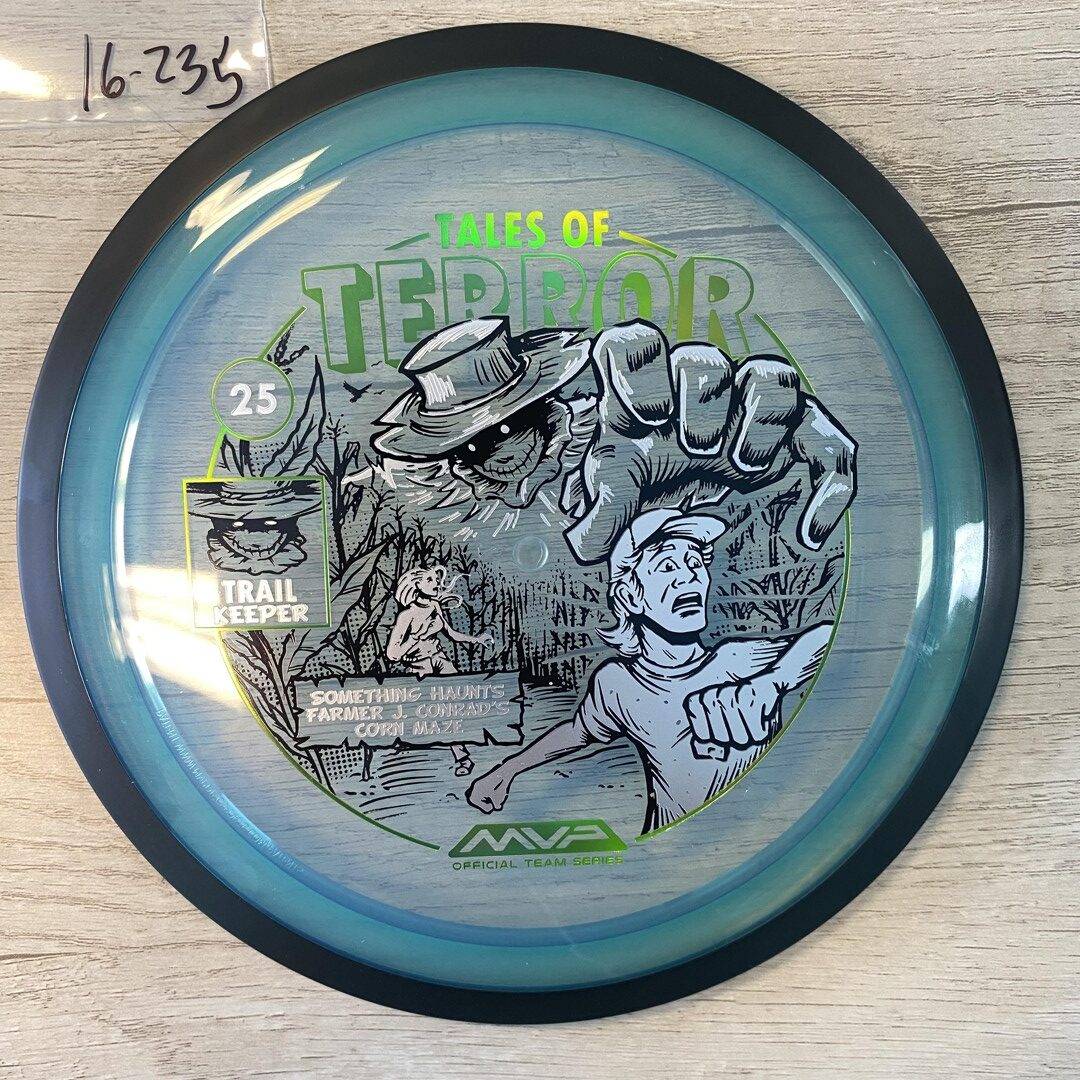 16-235
TALES OF
TERROR
25
TRAIL
KEEPER
SOMETHING HAUNTS
FARMER J. CONRAD'S
CORN MAZE
MVP
OFFICIAL TEAM SERIES